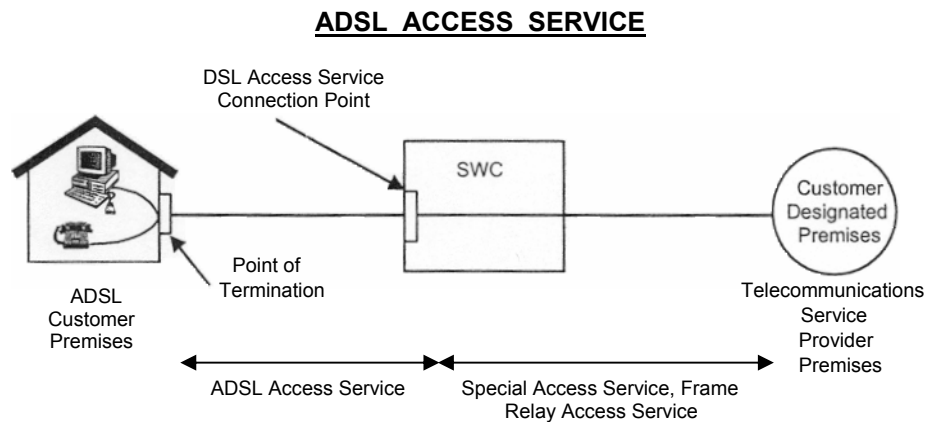 ADSL ACCESS SERVICE
DSL Access Service
Connection Point
SWC
Customer
Designated
Premises
Point of
Termination
ADSL
Customer
Premises
Telecommunications
Service
Provider
Premises
ADSL Access Service
Special Access Service, Frame
Relay Access Service